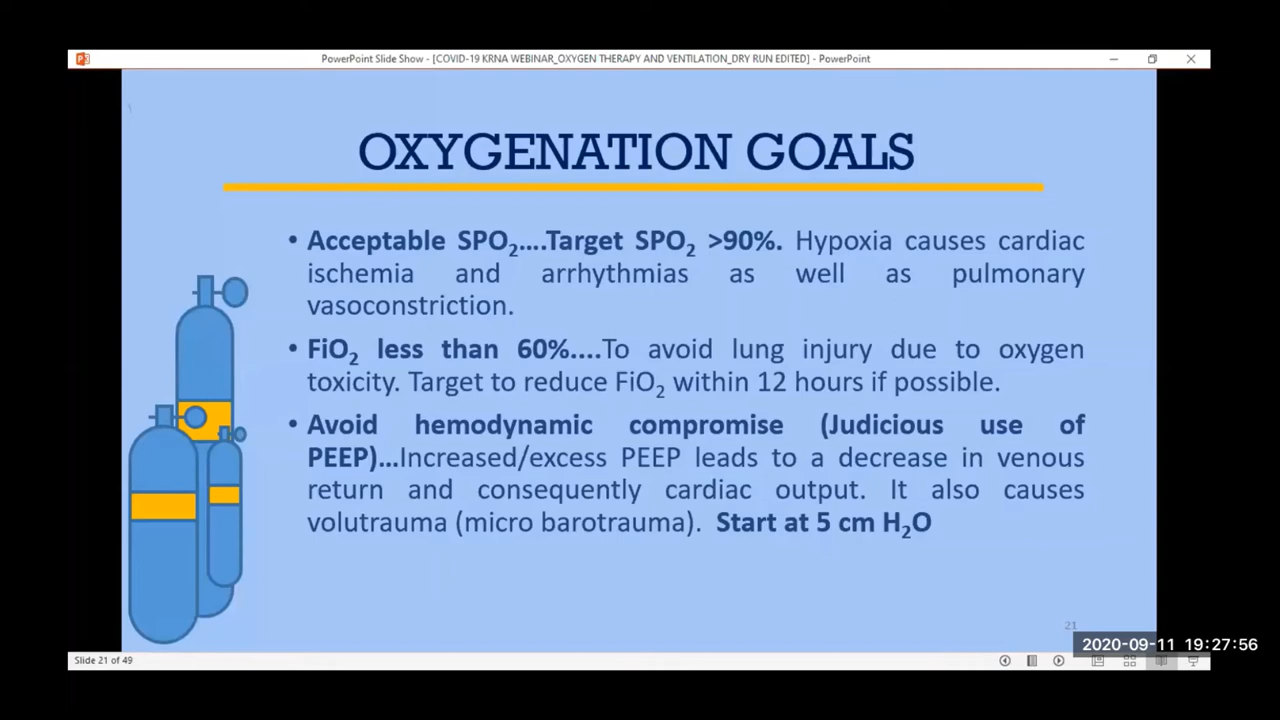 PowerPoint Slide Show - [COVID-19 KRNA WEBINAR_OXYGEN THERAPY AND VENTILATION_DRY RUN EDITED] - PowerPoint
OXYGENATION GOALS
• Acceptable SPO₂....Target SPO₂ >90%. Hypoxia causes cardiac
ischemia and arrhythmias as well as pulmonary
vasoconstriction.
• FiO₂ less than 60%....To avoid lung injury due to oxygen
toxicity. Target to reduce FiO₂ within 12 hours if possible.
• Avoid hemodynamic compromise (Judicious use of
PEEP)...Increased/excess PEEP leads to a decrease in venous
return and consequently cardiac output. It also causes
volutrauma (micro barotrauma). Start at 5 cm H₂O
21
2020-09-11 19:27:56
Slide 21 of 49